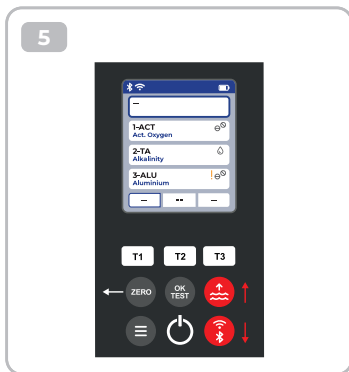 5
1-ACT
Act. Oxygen
2-TA
Alkalinity
3-ALU
Aluminium
T1 T2 T3
ZERO
OK
TEST